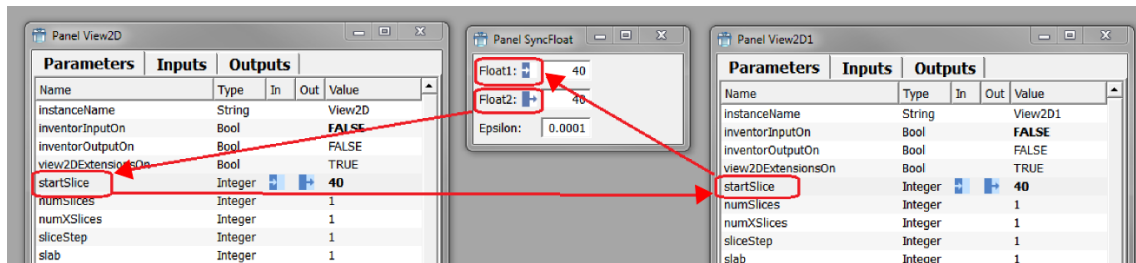 Panel View2D
Parameters Inputs Outputs
Name Type In Out Value
instanceName String View2D
inventorInputOn Bool FALSE
inventorOutputOn Bool FALSE
view2DExtensionsOn Bool TRUE
startSlice Integer 40
numSlices Integer 1
numXSlices Integer 1
sliceStep Integer 1
slab Integer 1
Panel SyncFloat
Float1: 40
Float2: 40
Epsilon: 0.0001
Panel View2D1
Parameters Inputs Outputs
Name Type In Out Value
instanceName String View2D1
inventorInputOn Bool FALSE
inventorOutputOn Bool FALSE
view2DExtensionsOn Bool TRUE
startSlice Integer 40
numSlices Integer 1
numXSlices Integer 1
sliceStep Integer 1
slab Integer 1